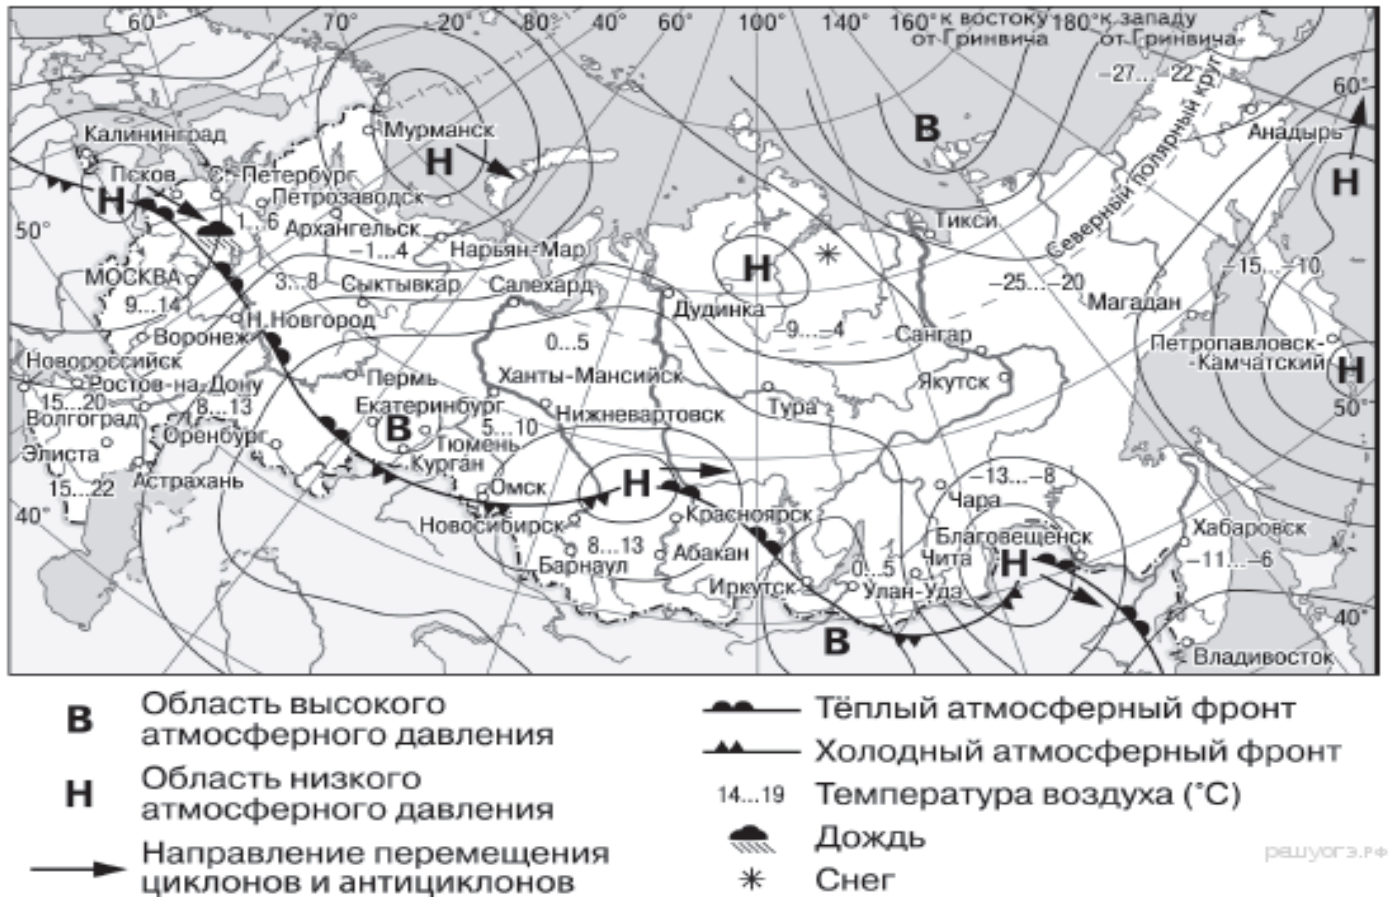 60° 70° 20° 80° 40° 60° 100° 140° 160° к востоку 180° к западу
от Гринвича от Гринвича
−27...−22
60°
В
Калининград
Мурманск
Анадырь
Н
Псков
С.-Петербург
Н
Н
Петрозаводск
Северный полярный круг
1...6
Архангельск
Тикси
50°
−1...4
Нарьян-Мар
Н
−15...−10
МОСКВА
3...8
Сыктывкар
Салехард
−25...−20
9...14
Дудинка
Магадан
Н.Новгород
−9...−4
Воронеж
Сангар
0...5
Петропавловск-
-Камчатский
Новороссийск
Пермь
Ханты-Мансийск
Н
Ростов-на-Дону
Якутск
15...20
8...13
Екатеринбург
Нижневартовск
Тура
50°
Волгоград
В
5...10
Оренбург
Тюмень
Элиста
Курган
15...22
Астрахань
Омск
Н
−13...−8
Чара
40°
Новосибирск
Красноярск
Хабаровск
Благовещенск
8...13
Абакан
Чита
Н
Барнаул
0...5
−11...−6
Иркутск
Улан-Удэ
40°
В
Владивосток
В Область высокого
атмосферного давления
Н Область низкого
атмосферного давления
Направление перемещения
циклонов и антициклонов
Тёплый атмосферный фронт
Холодный атмосферный фронт
14...19 Температура воздуха (°С)
Дождь
Снег
решуогэ.рф